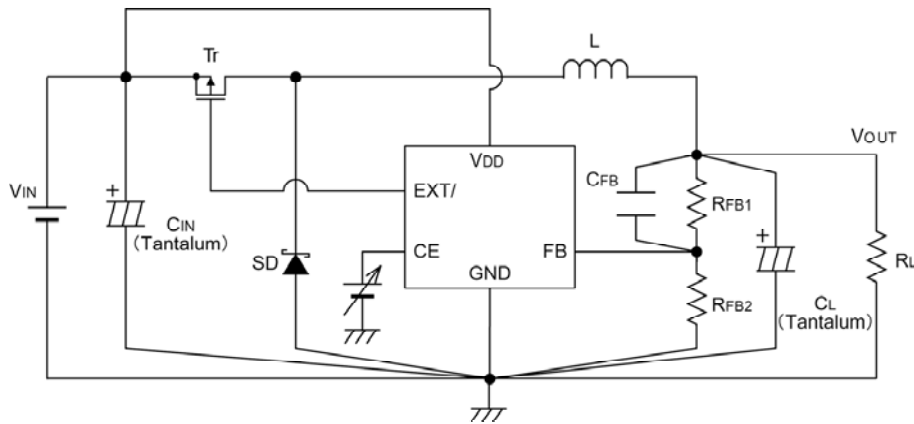 Tr
L
VOUT
VDD
VIN
+
CIN
(Tantalum)
EXT/
CFB
RFB1
+
SD
CE
FB
RL
GND
RFB2
CL
(Tantalum)